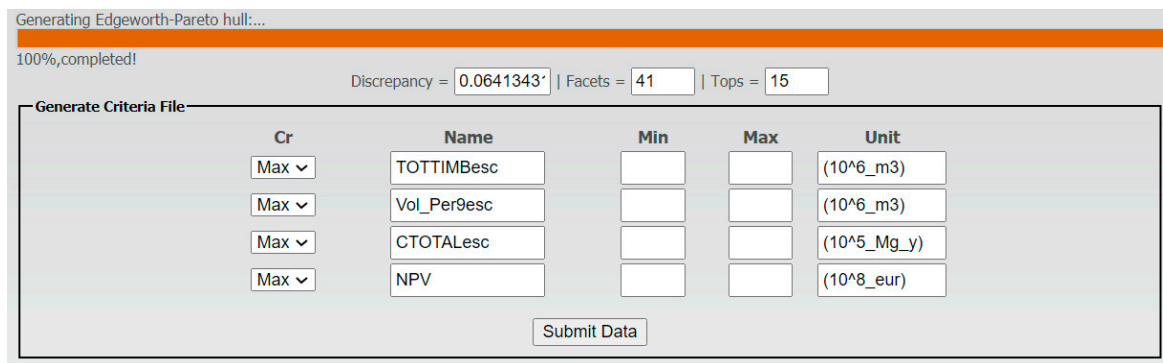 Generating Edgeworth-Pareto hull:...
100%,completed!
Discrepancy = 0.06413431 | Facets = 41 | Tops = 15
Generate Criteria File
Cr Name Min Max Unit
Max TOTTIMBesc (10^6_m3)
Max Vol_Per9esc (10^6_m3)
Max CTOTALesc (10^5_Mg_y)
Max NPV (10^8_eur)
Submit Data